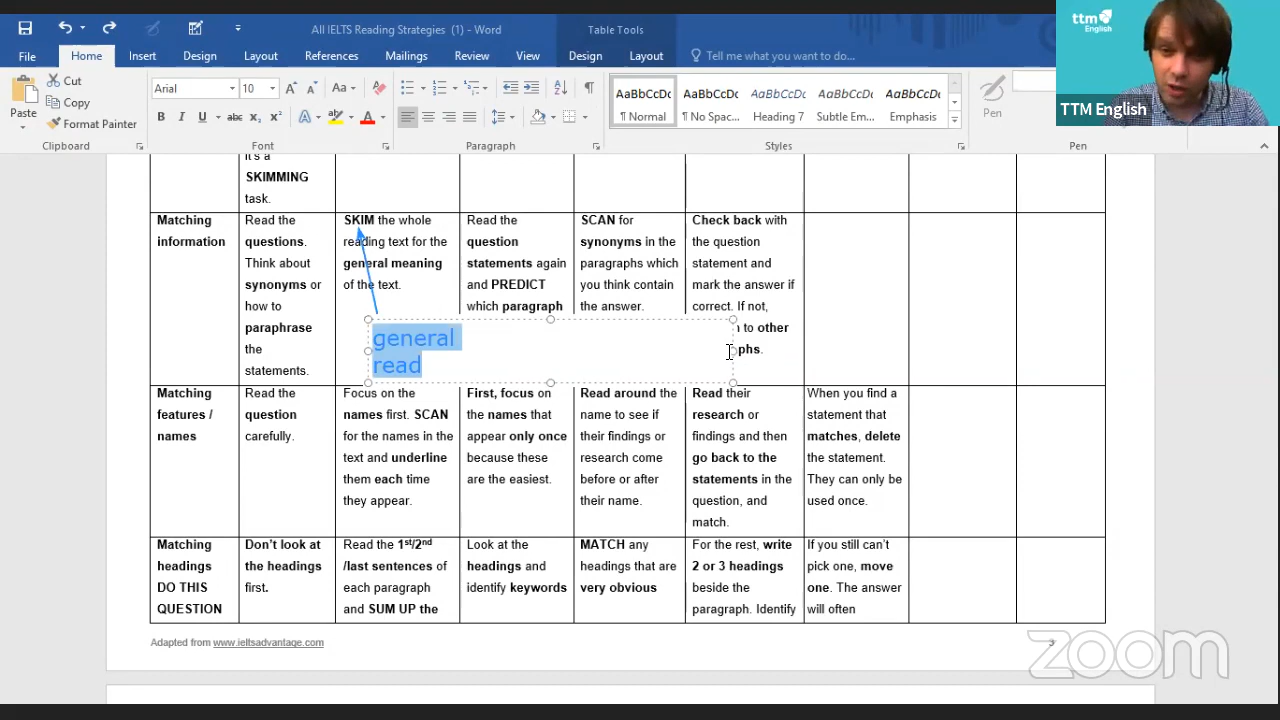 All IELTS Reading Strategies (1) - Word
Table Tools
ttm
English
TTM English
File Home Insert Design Layout References Mailings Review View Design Layout Tell me what you want to do...
Paste
Cut
Copy
Format Painter
Clipboard
Arial 10
Font
Paragraph
AaBbCcDc AaBbCcDc AaBbCcDc AaBbCcDc AaBbCcDc
¶ Normal ¶ No Spac... Heading 7 Subtle Em... Emphasis
Styles
Pen
Pen
it's a
SKIMMING
task.
Matching
information
Read the
questions.
Think about
synonyms or
how to
paraphrase
the
statements.
SKIM the whole
reading text for the
general meaning
of the text.
Read the
question
statements again
and PREDICT
which paragraph
SCAN for
synonyms in the
paragraphs which
you think contain
the answer.
Check back with
the question
statement and
mark the answer if
correct. If not,
to other
phs.
general
read
Matching
features /
names
Read the
question
carefully.
Focus on the
names first. SCAN
for the names in the
text and underline
them each time
they appear.
First, focus on
the names that
appear only once
because these
are the easiest.
Read around the
name to see if
their findings or
research come
before or after
their name.
Read their
research or
findings and then
go back to the
statements in the
question, and
match.
When you find a
statement that
matches, delete
the statement.
They can only be
used once.
Matching
headings
DO THIS
QUESTION
Don't look at
the headings
first.
Read the 1st/2nd
/last sentences of
each paragraph
and SUM UP the
Look at the
headings and
identify keywords
MATCH any
headings that are
very obvious
For the rest, write
2 or 3 headings
beside the
paragraph. Identify
If you still can't
pick one, move
one. The answer
will often
Adapted from www.ieltsadvantage.com
3
zoom